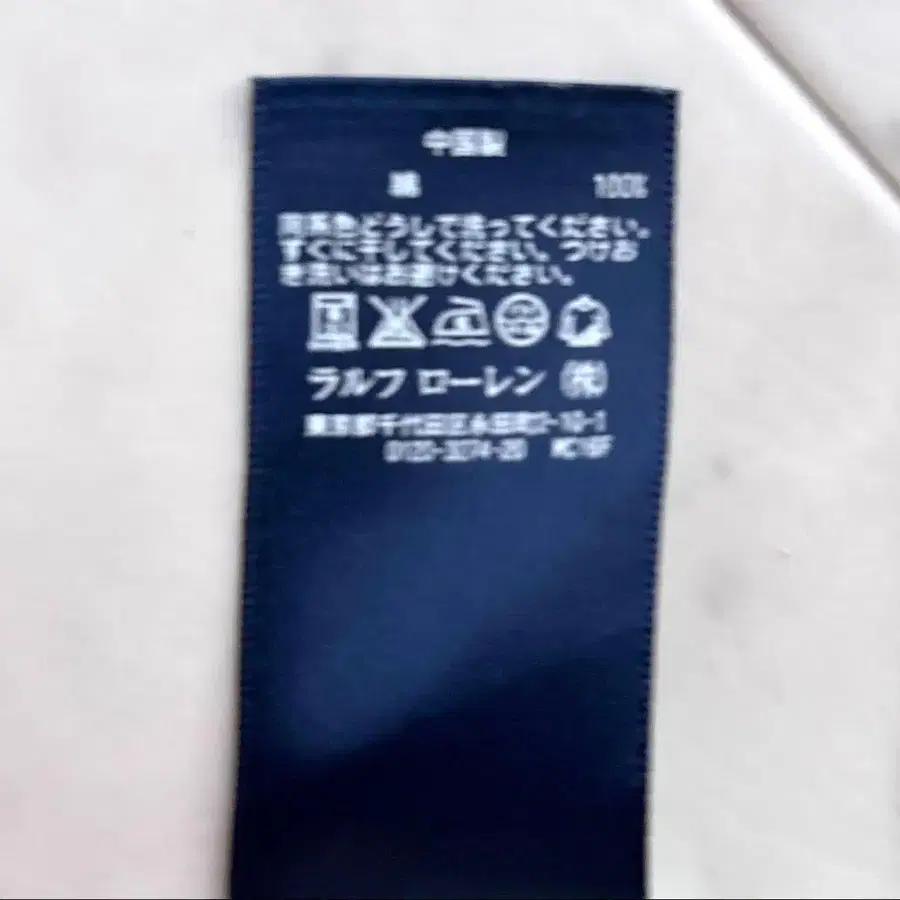 中国製
綿 100%
同系色どうしで洗ってください。
すぐに干してください。つけお
き洗いはお避けください。
ラルフ ローレン ㈱
東京都千代田区永田町2-10-1
0120-3274-20